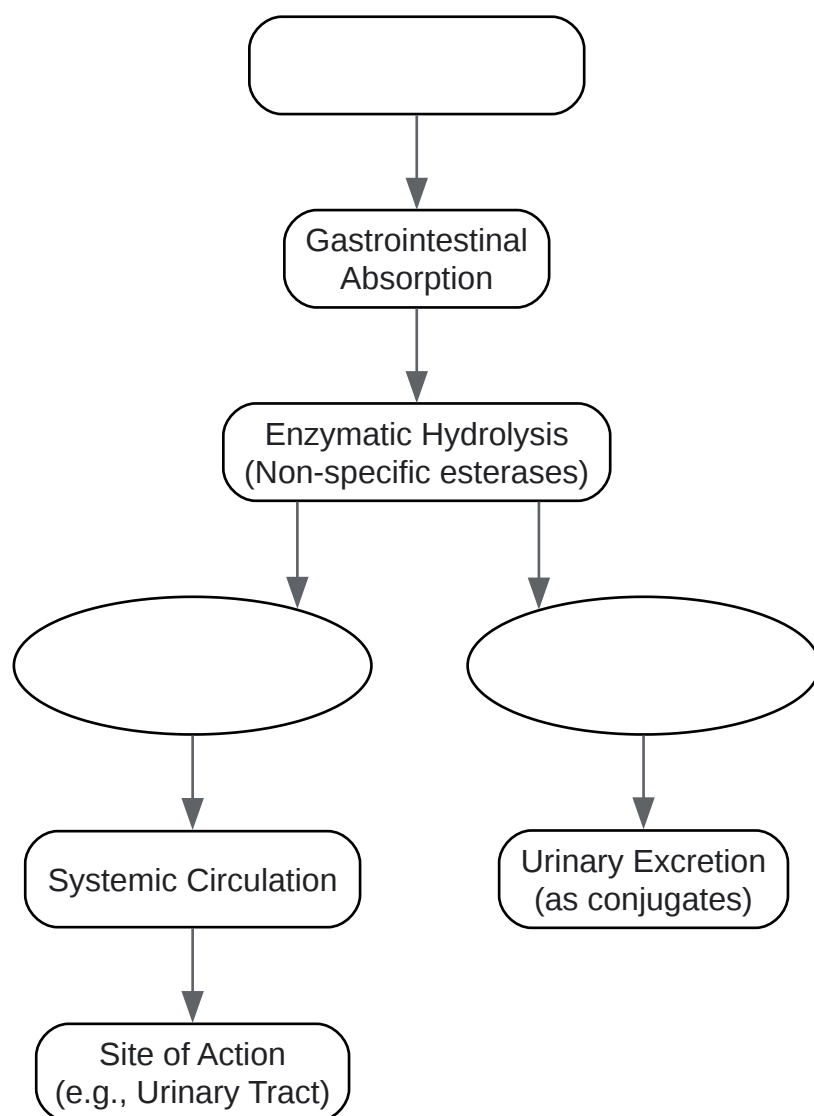 Gastrointestinal
Absorption
Enzymatic Hydrolysis
(Non-specific esterases)
Systemic Circulation
Urinary Excretion
(as conjugates)
Site of Action
(e.g., Urinary Tract)